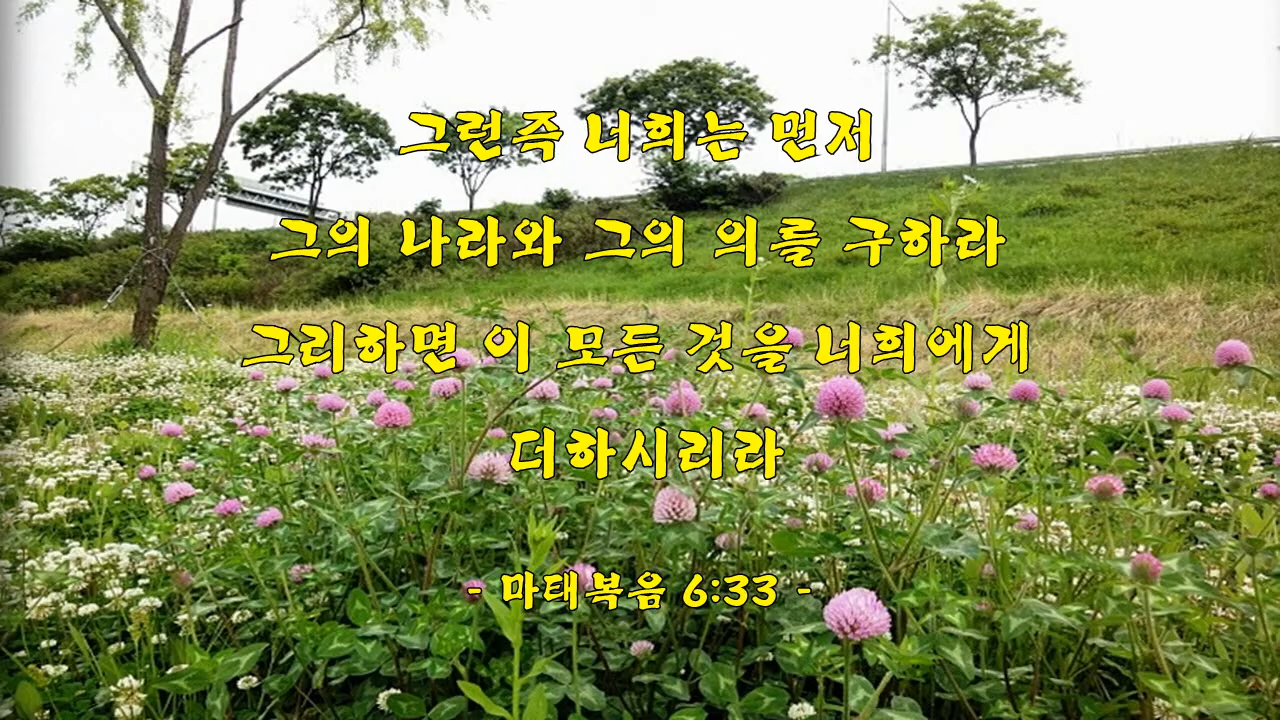 그런즉 너희는 먼저
그의 나라와 그의 의를 구하라
그리하면 이 모든 것을 너희에게
더하시리라
- 마태복음 6:33 -